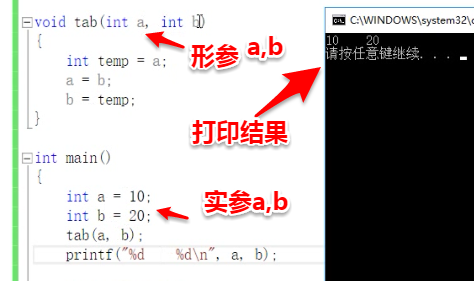 void tab(int a, int b)
{
int temp = a;
a = b;
b = temp;
}
int main()
{
int a = 10;
int b = 20;
tab(a, b);
printf("%d    %d\n", a, b);
形参 a,b
打印结果
实参a,b
C:\WINDOWS\system32\c
10    20
请按任意键继续. . .